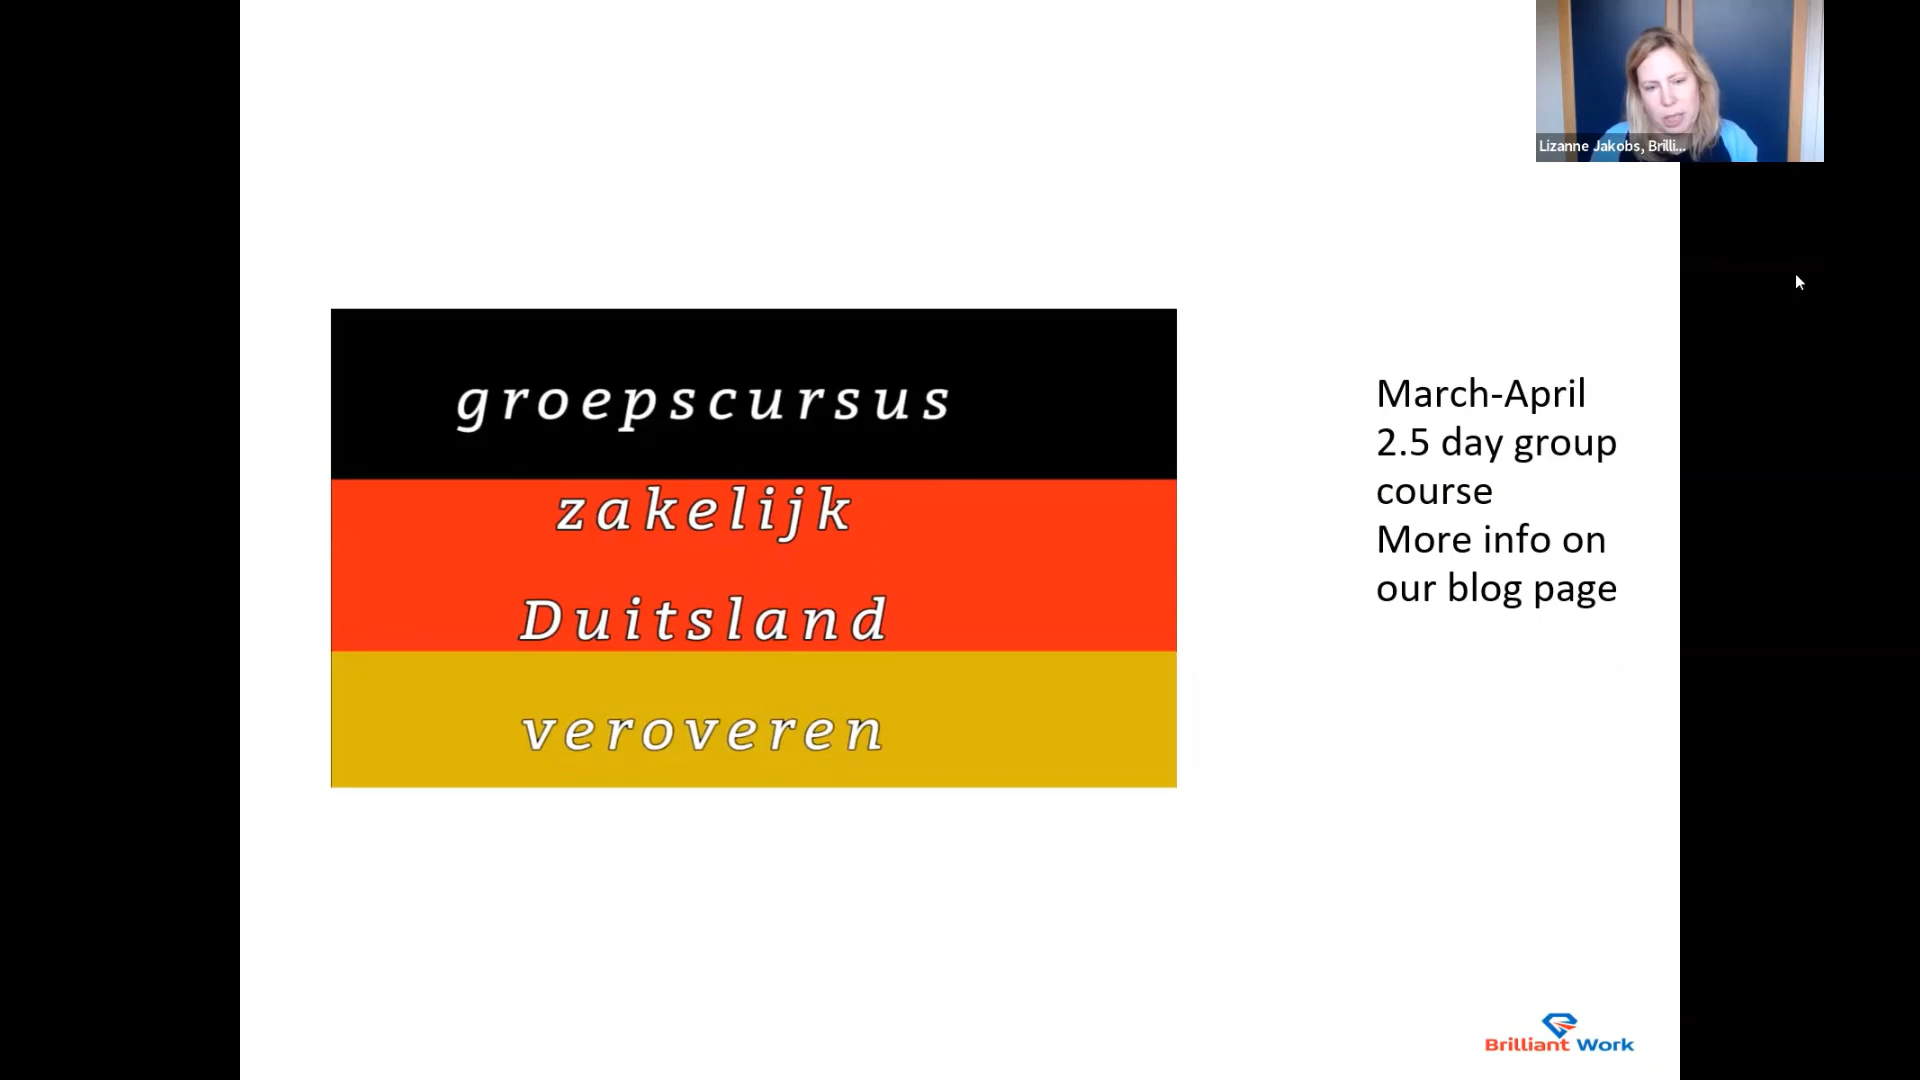 Lizanne Jakobs, Brilli...
groepscursus
zakelijk
Duitsland
veroveren
March-April
2.5 day group
course
More info on
our blog page
Brilliant Work